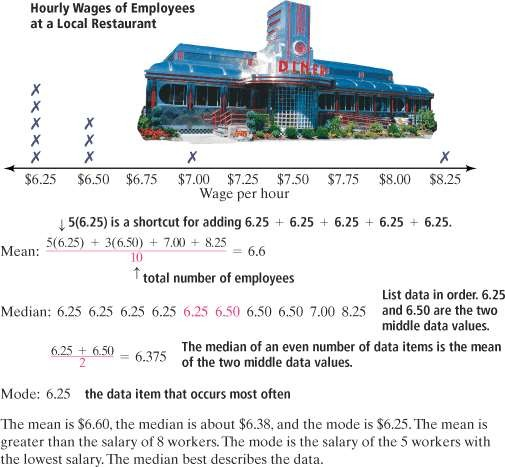 Hourly Wages of Employees
at a Local Restaurant
DINER
$6.25 $6.50 $6.75 $7.00 $7.25 $7.50 $7.75 $8.00 $8.25
Wage per hour
↓ 5(6.25) is a shortcut for adding 6.25 + 6.25 + 6.25 + 6.25 + 6.25.
Mean: 5(6.25) + 3(6.50) + 7.00 + 8.25 / 10 = 6.6
↑ total number of employees
List data in order. 6.25
Median: 6.25 6.25 6.25 6.25 6.25 6.50 6.50 6.50 7.00 8.25 and 6.50 are the two
middle data values.
6.25 + 6.50 / 2 = 6.375 The median of an even number of data items is the mean
of the two middle data values.
Mode: 6.25 the data item that occurs most often
The mean is $6.60, the median is about $6.38, and the mode is $6.25. The mean is
greater than the salary of 8 workers. The mode is the salary of the 5 workers with
the lowest salary. The median best describes the data.